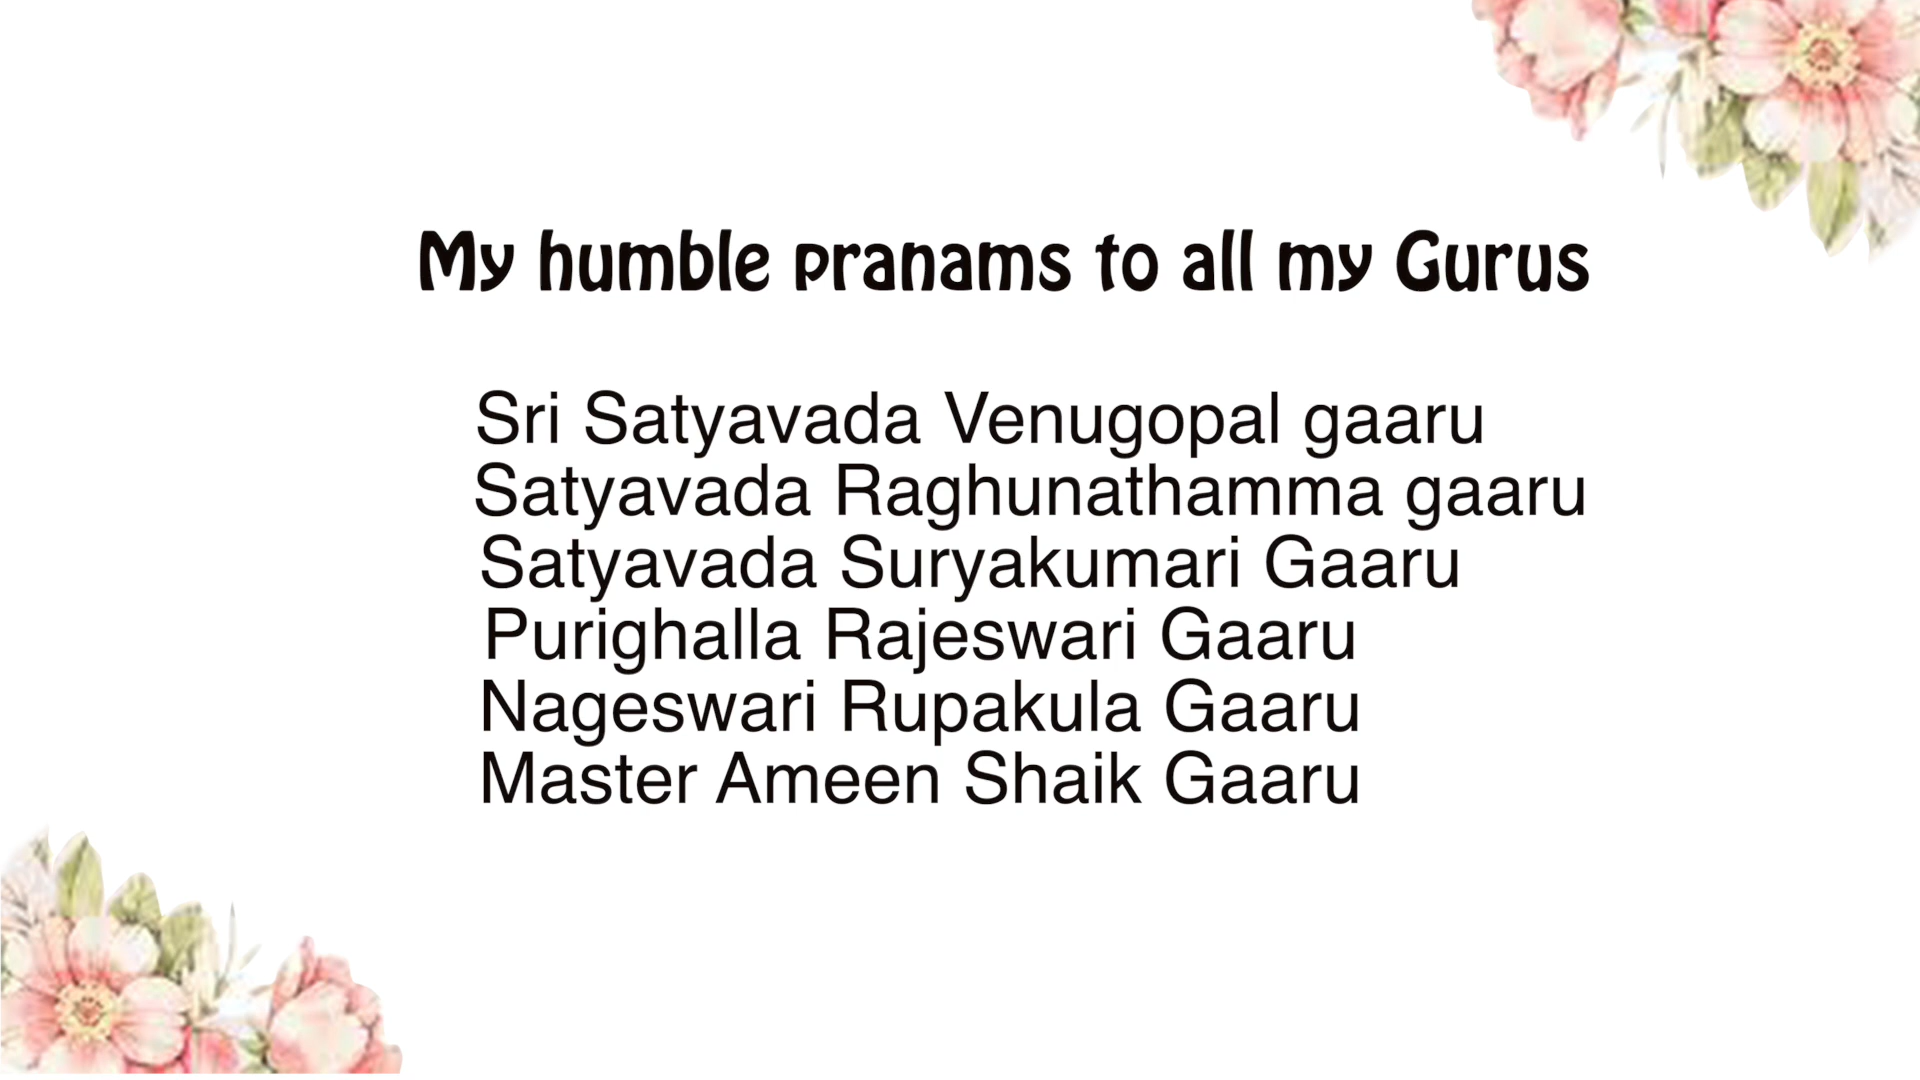 My humble pranams to all my Gurus
Sri Satyavada Venugopal gaaru
Satyavada Raghunathamma gaaru
Satyavada Suryakumari Gaaru
Purighalla Rajeswari Gaaru
Nageswari Rupakula Gaaru
Master Ameen Shaik Gaaru